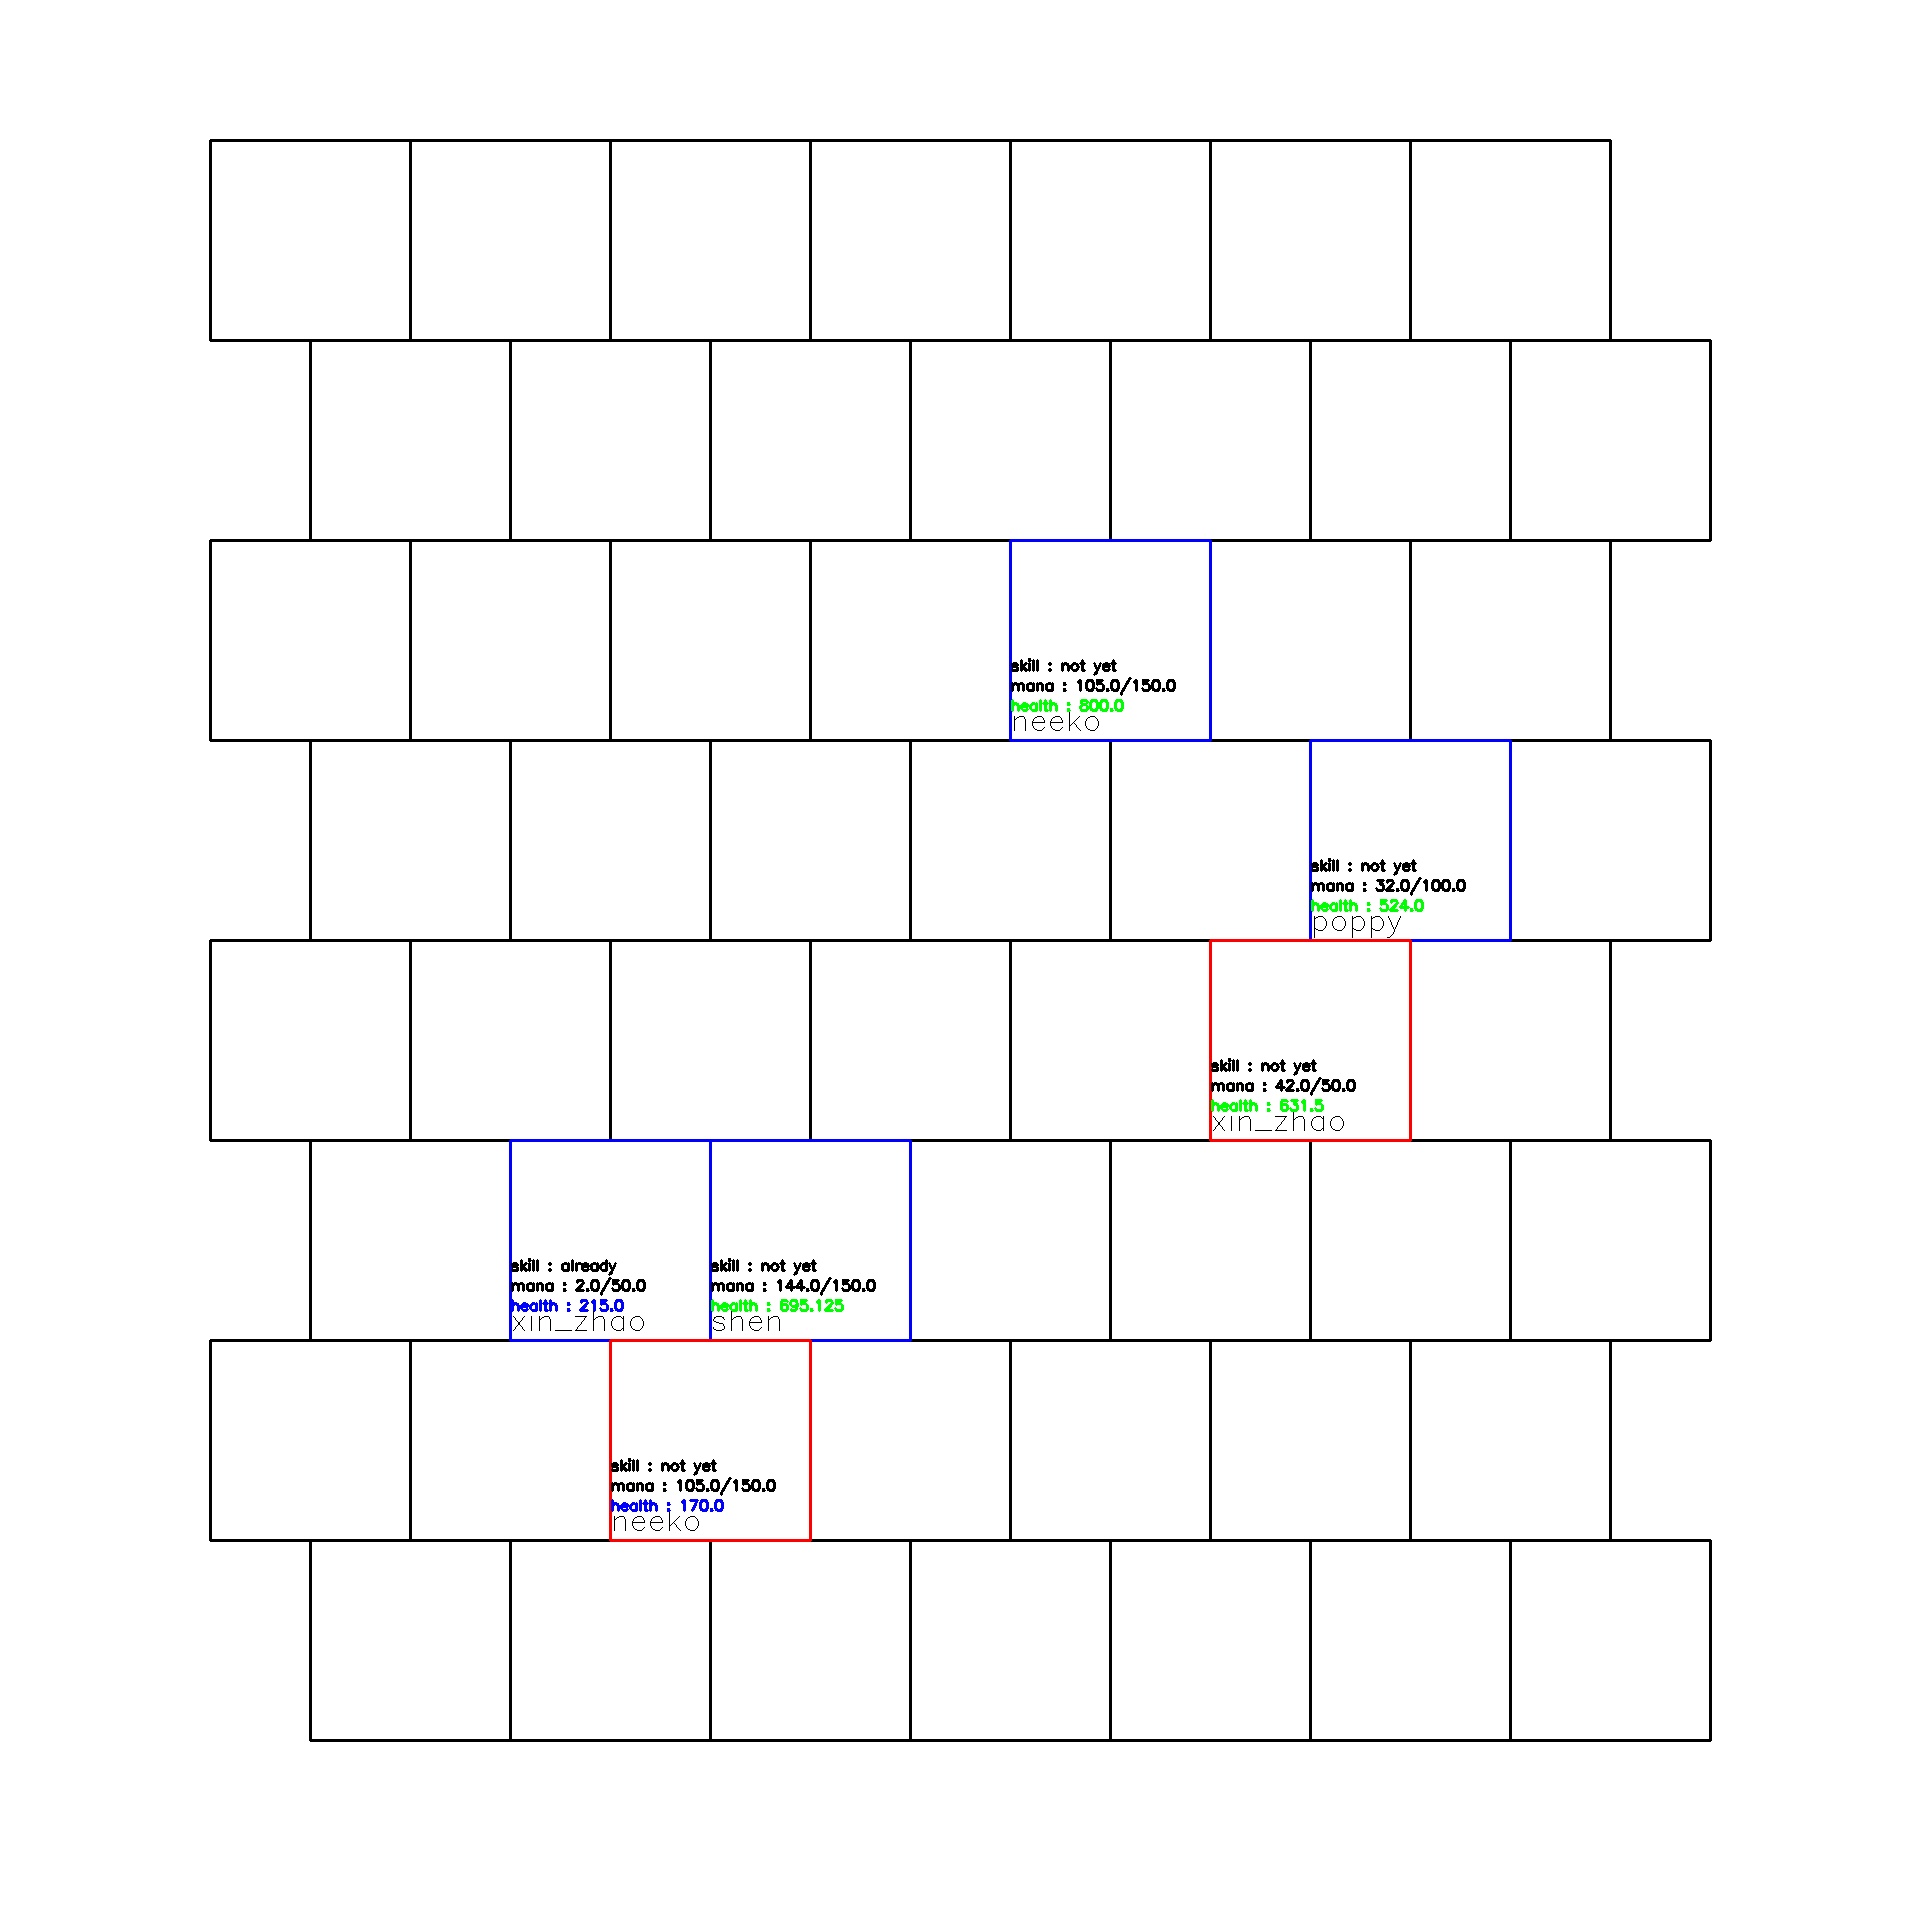 skill : not yet
mana : 105.0/150.0
health : 800.0
neeko
skill : not yet
mana : 32.0/100.0
health : 524.0
poppy
skill : not yet
mana : 42.0/50.0
health : 631.5
xin_zhao
skill : already
mana : 2.0/50.0
health : 215.0
xin_zhao
skill : not yet
mana : 144.0/150.0
health : 695.125
shen
skill : not yet
mana : 105.0/150.0
health : 170.0
neeko